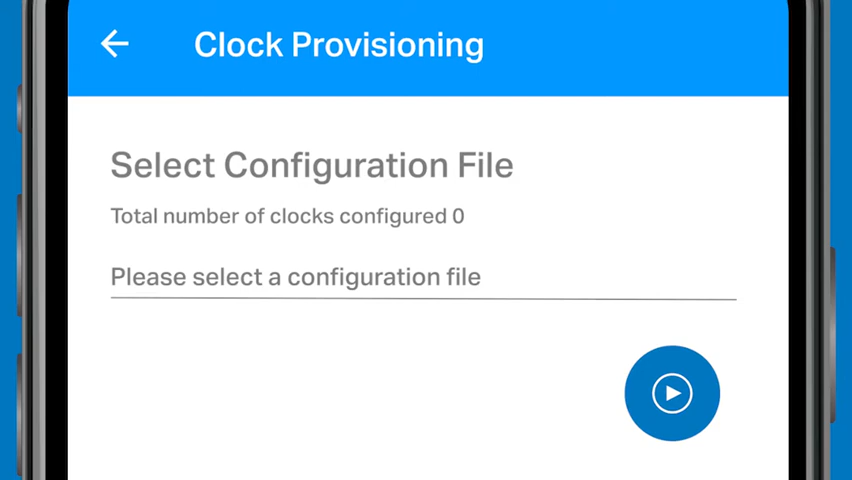 Clock Provisioning
Select Configuration File
Total number of clocks configured 0
Please select a configuration file